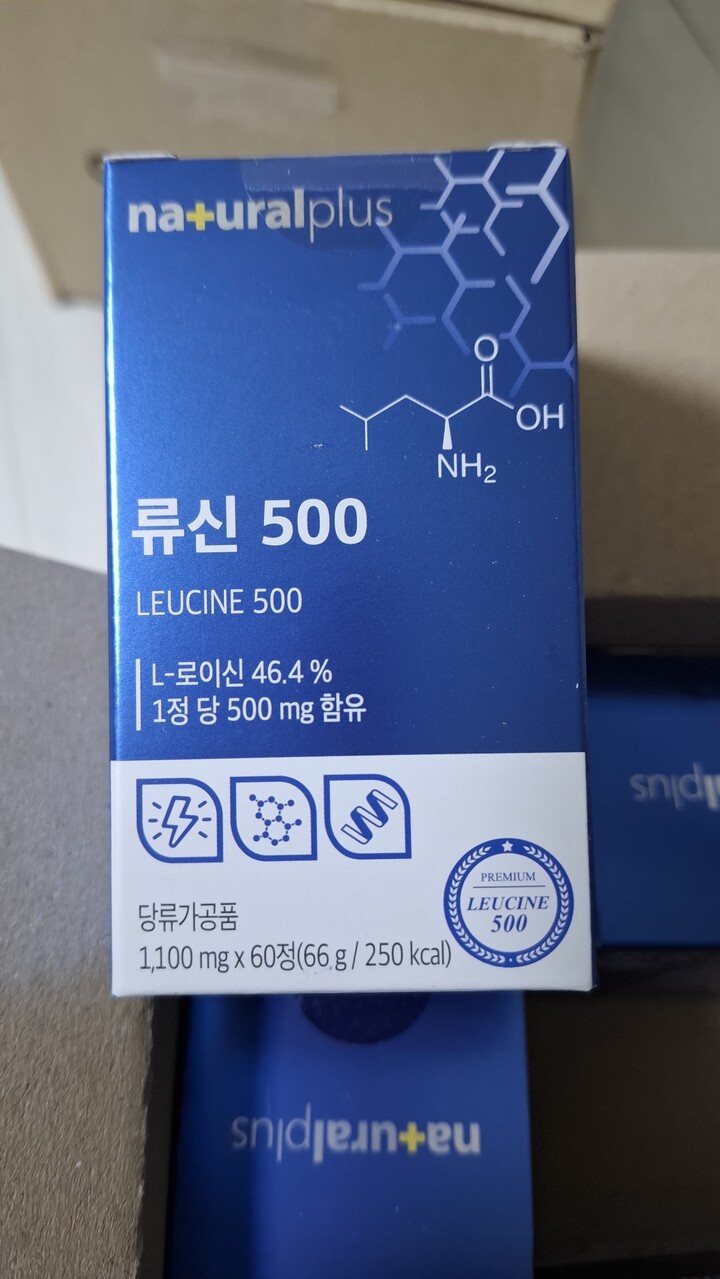 na+uralplus
O
OH
NH2
류신 500
LEUCINE 500
L-로이신 46.4 %
1정 당 500 mg 함유
PREMIUM
LEUCINE
500
당류가공품
1,100 mg x 60정(66 g / 250 kcal)
na+uralplus
na+uralplus